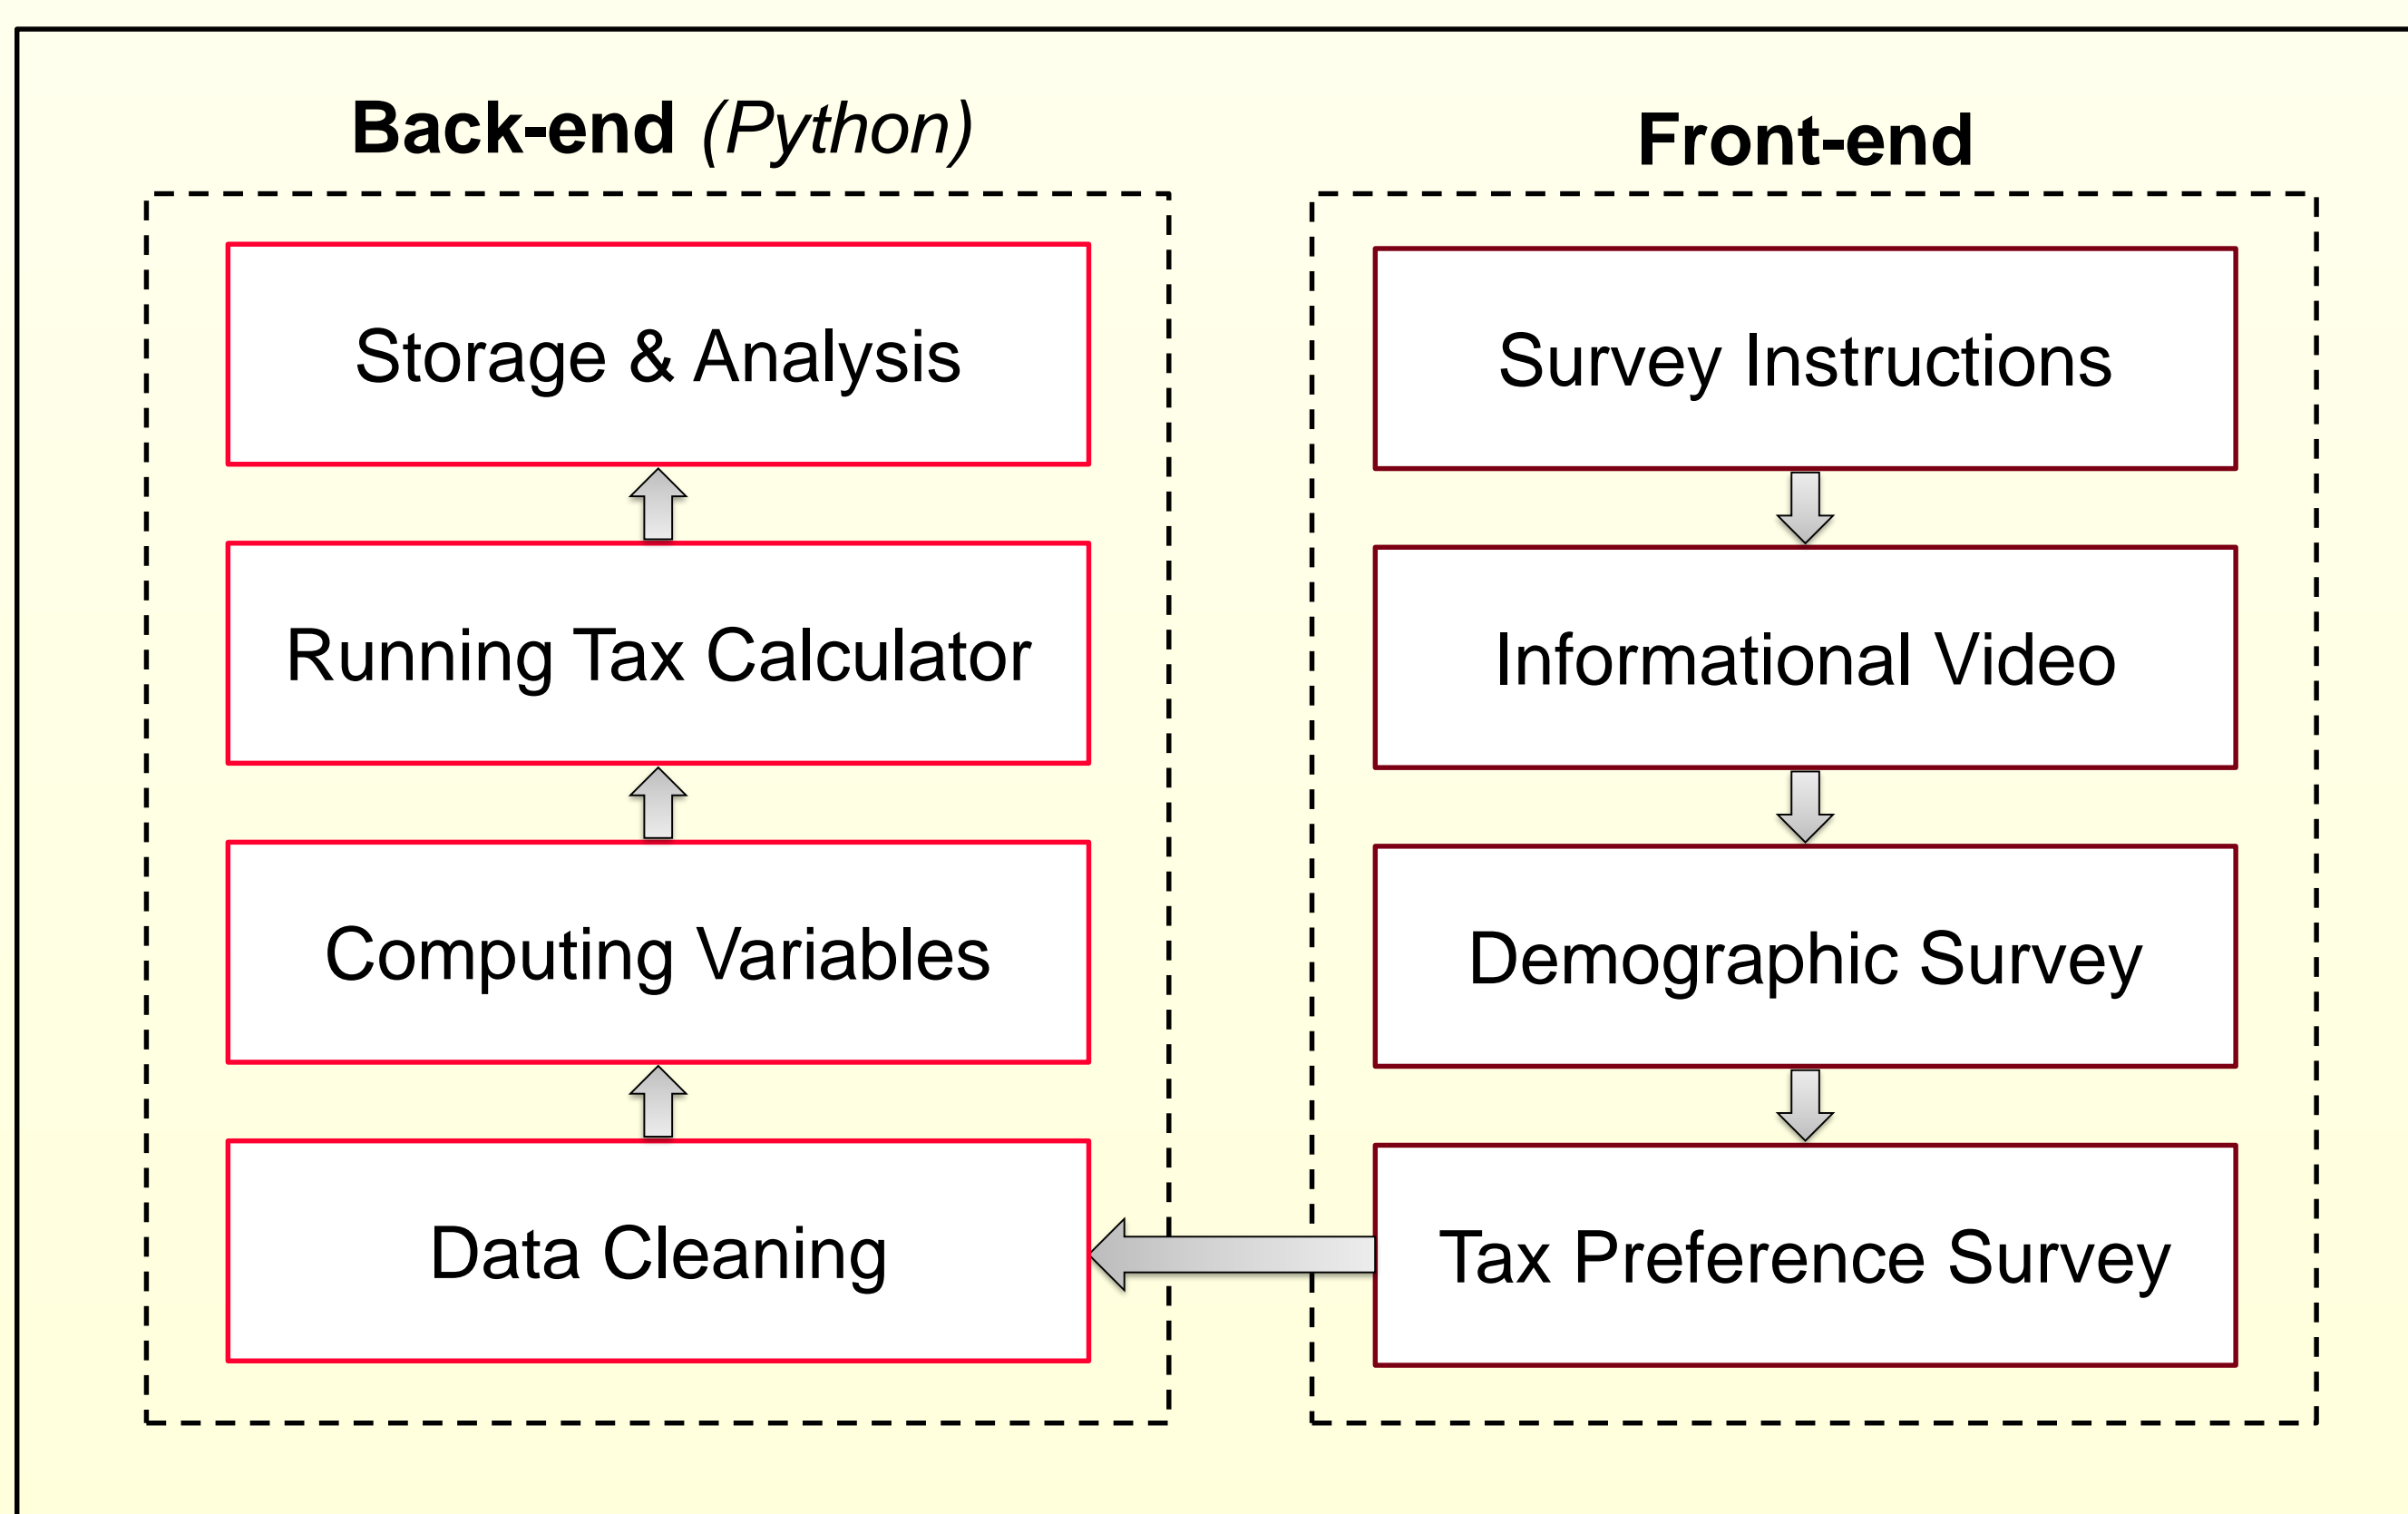 Back-end (Python)
Storage & Analysis
Running Tax Calculator
Computing Variables
Data Cleaning
Front-end
Survey Instructions
Informational Video
Demographic Survey
Tax Preference Survey